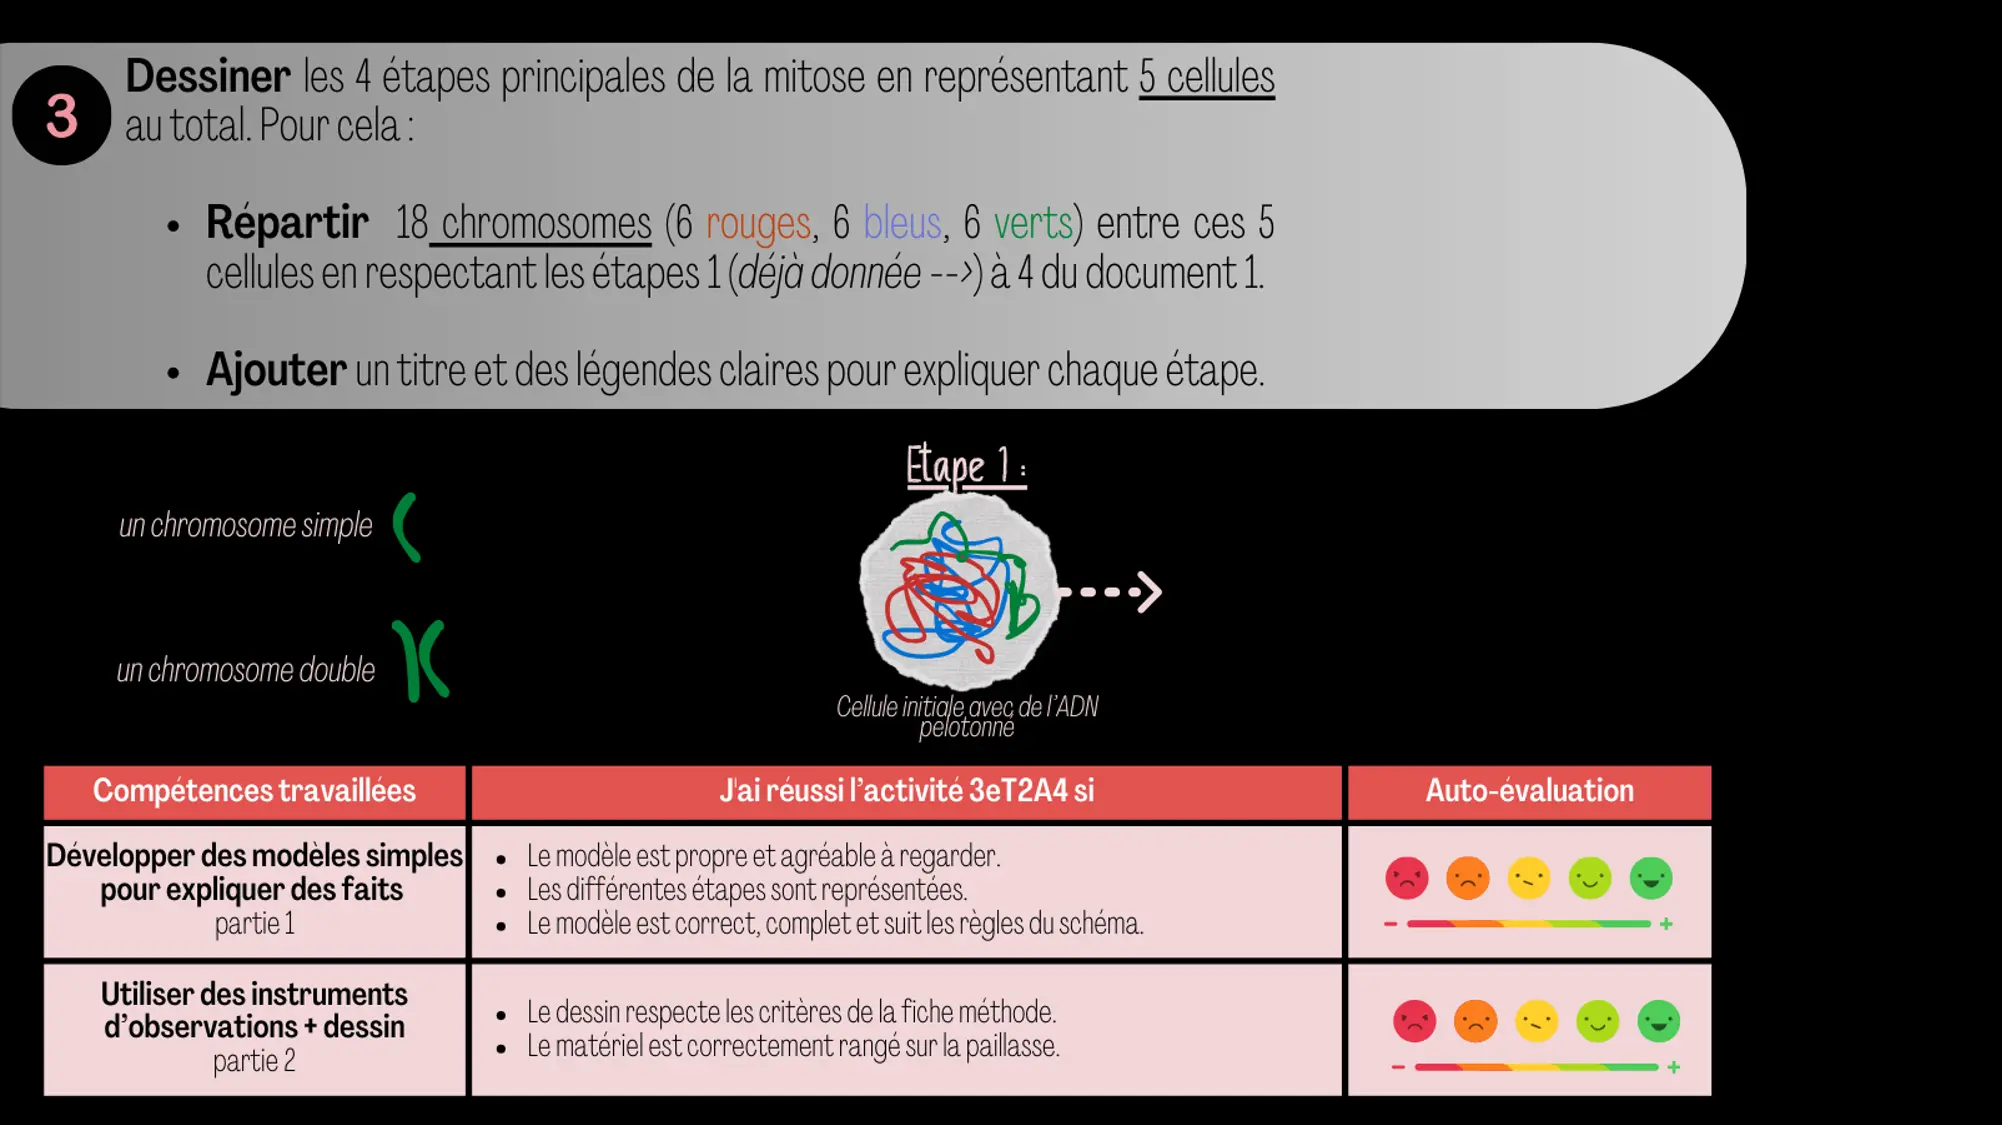 3
Dessiner les 4 étapes principales de la mitose en représentant 5 cellules
au total. Pour cela :
• Répartir 18 chromosomes (6 rouges, 6 bleus, 6 verts) entre ces 5
cellules en respectant les étapes 1 (déjà donnée -->) à 4 du document 1.
• Ajouter un titre et des légendes claires pour expliquer chaque étape.
Etape 1 :
un chromosome simple
un chromosome double
Cellule initiale avec de l'ADN
pelotonné
Compétences travaillées
J'ai réussi l'activité 3eT2A4 si
Auto-évaluation
Développer des modèles simples
pour expliquer des faits
partie 1
• Le modèle est propre et agréable à regarder.
• Les différentes étapes sont représentées.
• Le modèle est correct, complet et suit les règles du schéma.
- +
Utiliser des instruments
d'observations + dessin
partie 2
• Le dessin respecte les critères de la fiche méthode.
• Le matériel est correctement rangé sur la paillasse.
- +